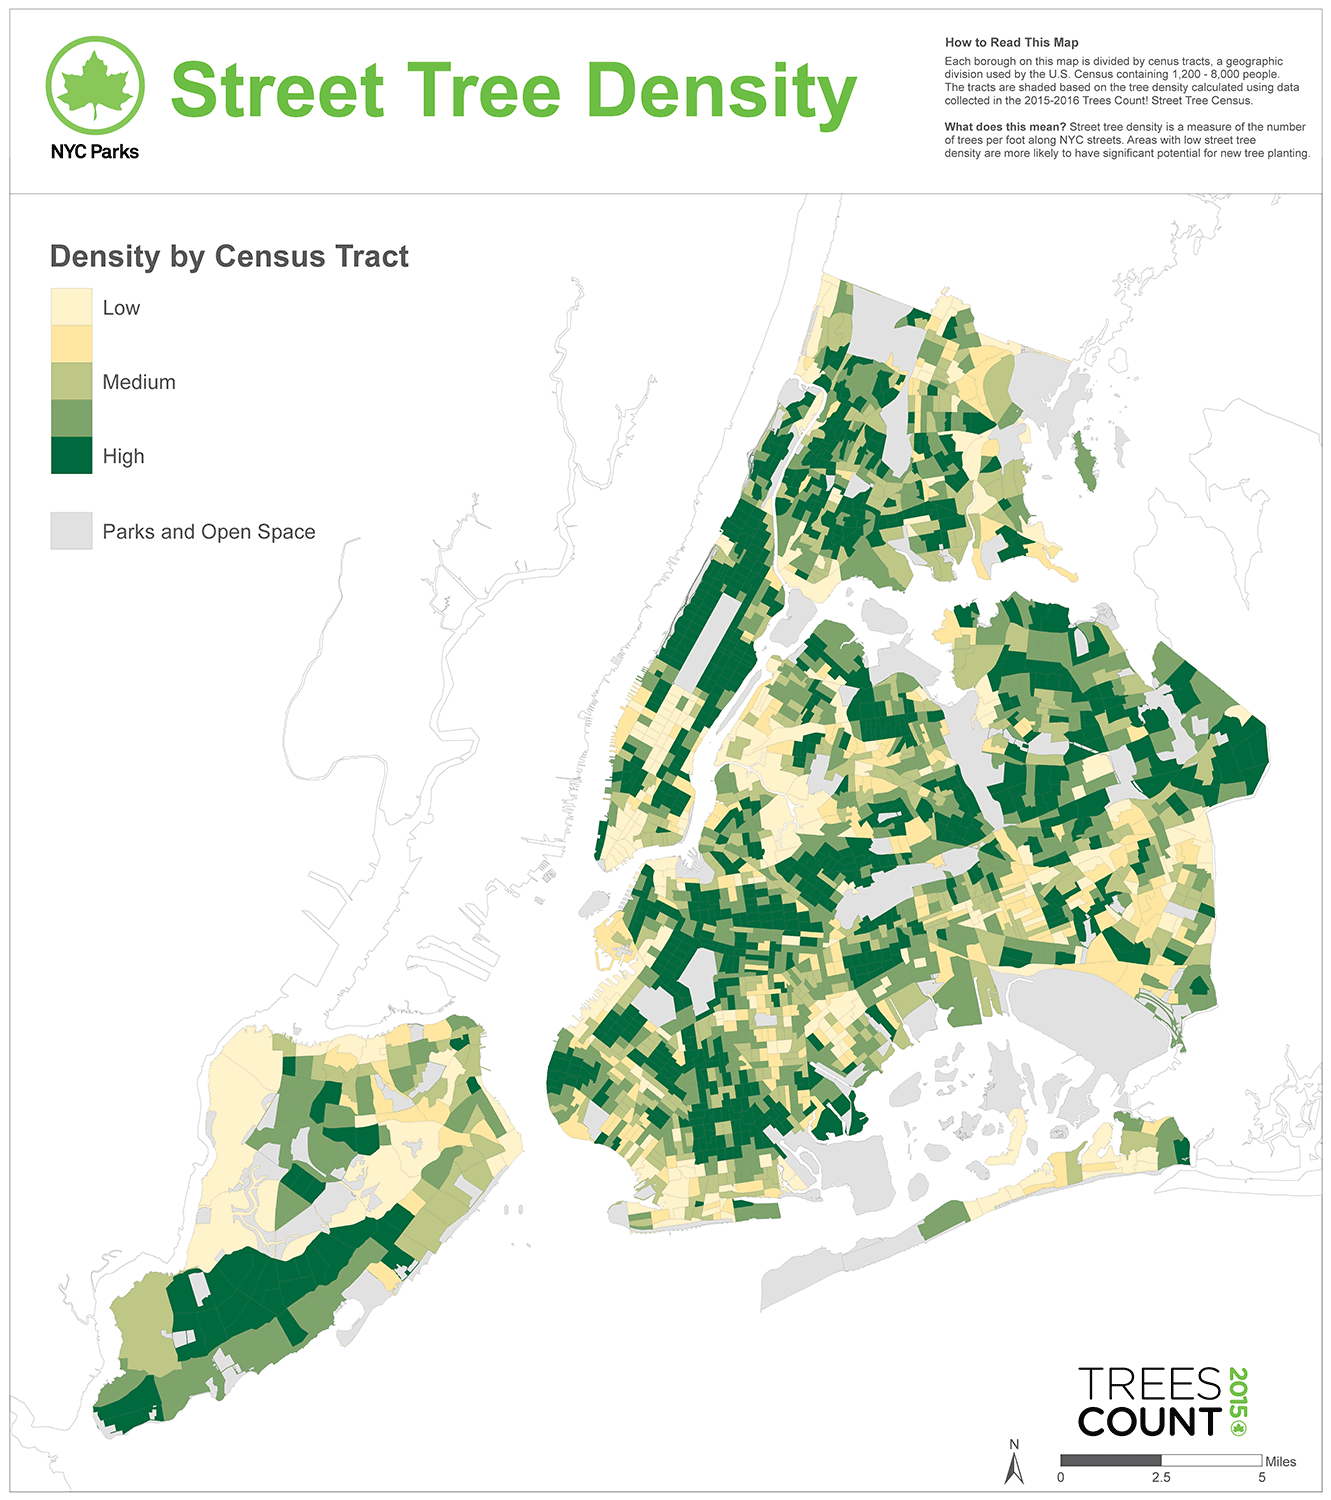 NYC Parks
Street Tree Density
How to Read This Map
Each borough on this map is divided by cenus tracts, a geographic
division used by the U.S. Census containing 1,200 - 8,000 people.
The tracts are shaded based on the tree density calculated using data
collected in the 2015-2016 Trees Count! Street Tree Census.
What does this mean? Street tree density is a measure of the number
of trees per foot along NYC streets. Areas with low street tree
density are more likely to have significant potential for new tree planting.
Density by Census Tract
Low
Medium
High
Parks and Open Space
TREES
COUNT
2015
N
Miles
0 2.5 5